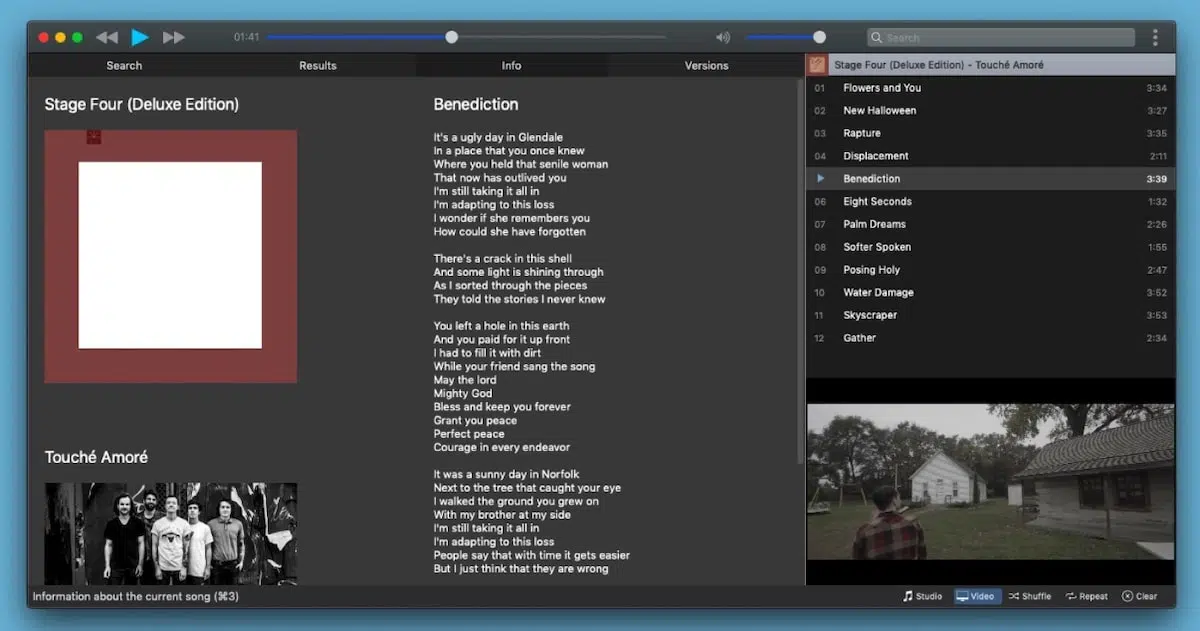 01:41
Search
Search
Results
Info
Versions
Stage Four (Deluxe Edition)
Touché Amoré
Benediction
It's a ugly day in Glendale
In a place that you once knew
Where you held that senile woman
That now has outlived you
I'm still taking it all in
I'm adapting to this loss
I wonder if she remembers you
How could she have forgotten
There's a crack in this shell
And some light is shining through
As I sorted through the pieces
They told the stories I never knew
You left a hole in this earth
And you paid for it up front
I had to fill it with dirt
While your friend sang the song
May the lord
Mighty God
Bless and keep you forever
Grant you peace
Perfect peace
Courage in every endeavor
It was a sunny day in Norfolk
Next to the tree that caught your eye
I walked the ground you grew on
With my brother at my side
I'm still taking it all in
I'm adapting to this loss
People say that with time it gets easier
But I just think that they are wrong
Stage Four (Deluxe Edition) - Touché Amoré
01 Flowers and You 3:34
02 New Halloween 3:27
03 Rapture 3:35
04 Displacement 2:11
Benediction 3:39
06 Eight Seconds 1:32
07 Palm Dreams 2:26
08 Softer Spoken 1:55
09 Posing Holy 2:47
10 Water Damage 3:52
11 Skyscraper 3:53
12 Gather 2:34
Information about the current song (⌘3)
Studio Video Shuffle Repeat Clear